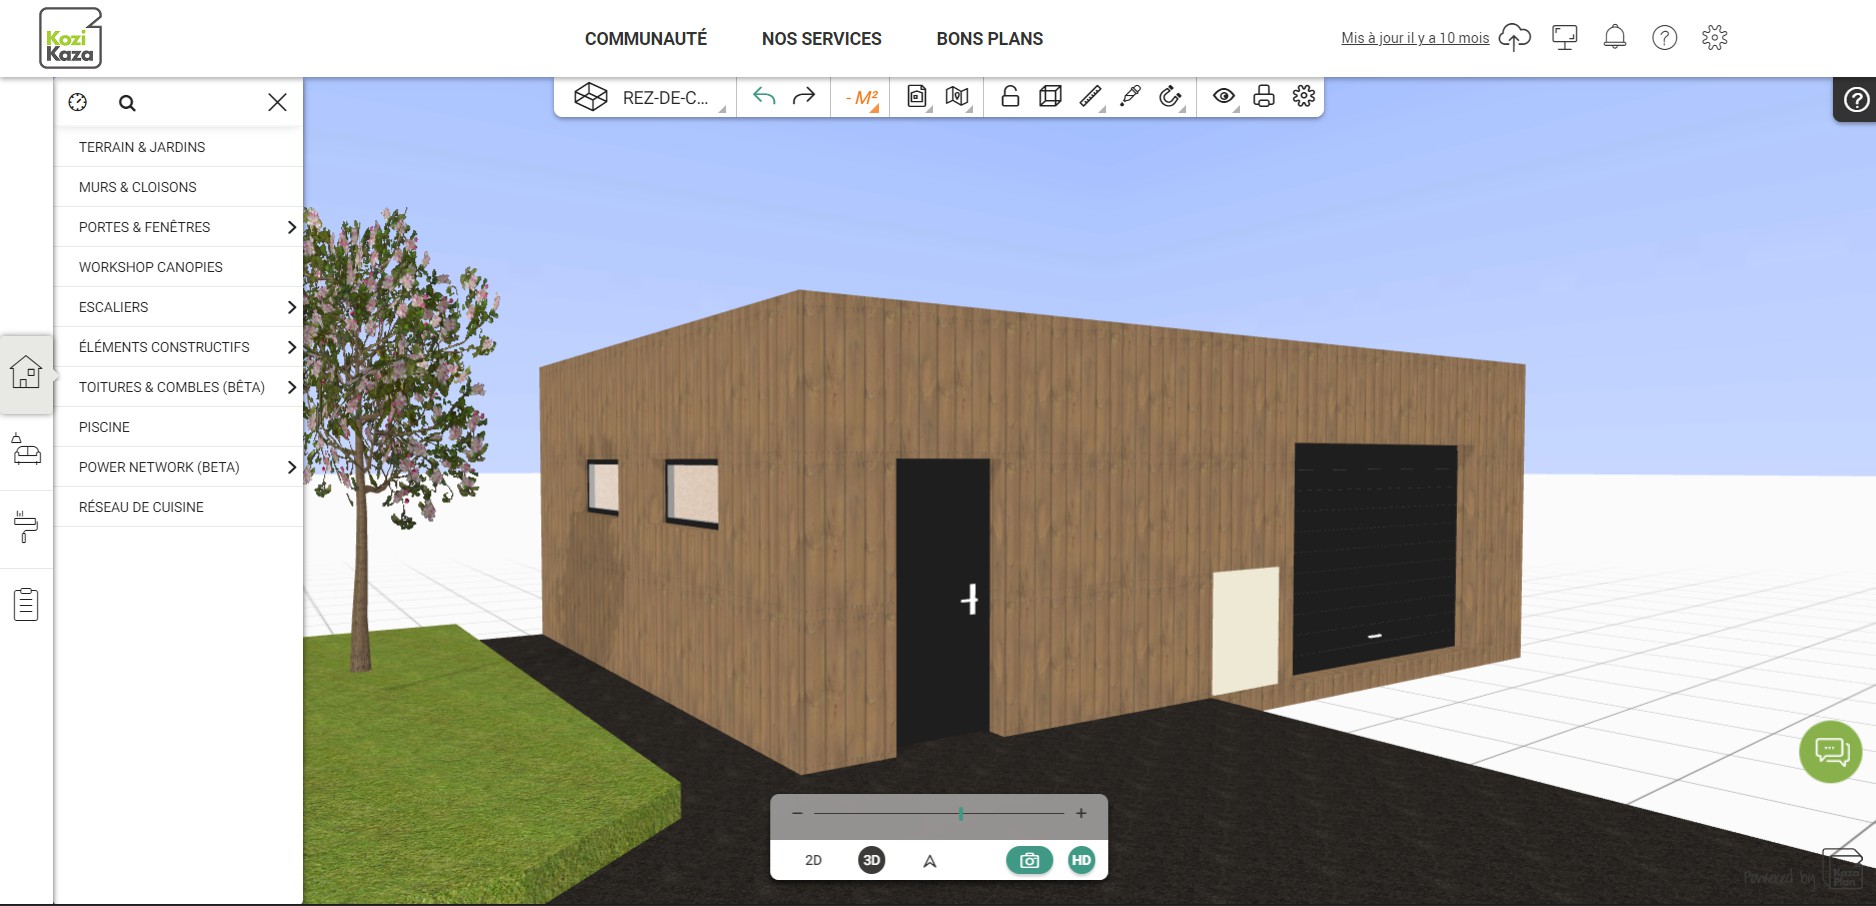 Kozi
Kaza
COMMUNAUTÉ
NOS SERVICES
BONS PLANS
Mis à jour il y a 10 mois
REZ-DE-C...
- M²
TERRAIN & JARDINS
MURS & CLOISONS
PORTES & FENÊTRES
WORKSHOP CANOPIES
ESCALIERS
ÉLÉMENTS CONSTRUCTIFS
TOITURES & COMBLES (BÊTA)
PISCINE
POWER NETWORK (BETA)
RÉSEAU DE CUISINE
2D
3D
HD
Powered by
Kaza
Plan